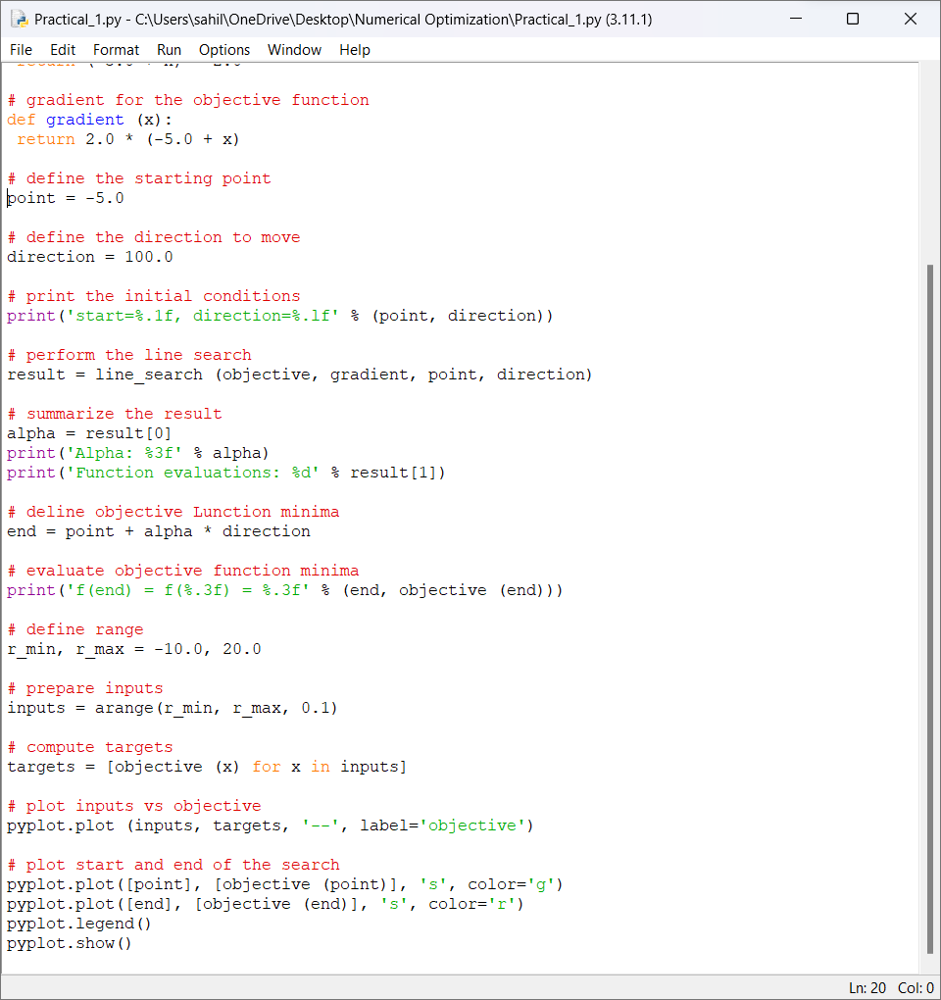 Practical_1.py - C:\Users\sahil\OneDrive\Desktop\Numerical Optimization\Practical_1.py (3.11.1)
File Edit Format Run Options Window Help
# gradient for the objective function
def gradient (x):
 return 2.0 * (-5.0 + x)
# define the starting point
point = -5.0
# define the direction to move
direction = 100.0
# print the initial conditions
print('start=%.1f, direction=%.lf' % (point, direction))
# perform the line search
result = line_search (objective, gradient, point, direction)
# summarize the result
alpha = result[0]
print('Alpha: %3f' % alpha)
print('Function evaluations: %d' % result[1])
# deline objective Lunction minima
end = point + alpha * direction
# evaluate objective function minima
print('f(end) = f(%.3f) = %.3f' % (end, objective (end)))
# define range
r_min, r_max = -10.0, 20.0
# prepare inputs
inputs = arange(r_min, r_max, 0.1)
# compute targets
targets = [objective (x) for x in inputs]
# plot inputs vs objective
pyplot.plot (inputs, targets, '--', label='objective')
# plot start and end of the search
pyplot.plot([point], [objective (point)], 's', color='g')
pyplot.plot([end], [objective (end)], 's', color='r')
pyplot.legend()
pyplot.show()
Ln: 20 Col: 0